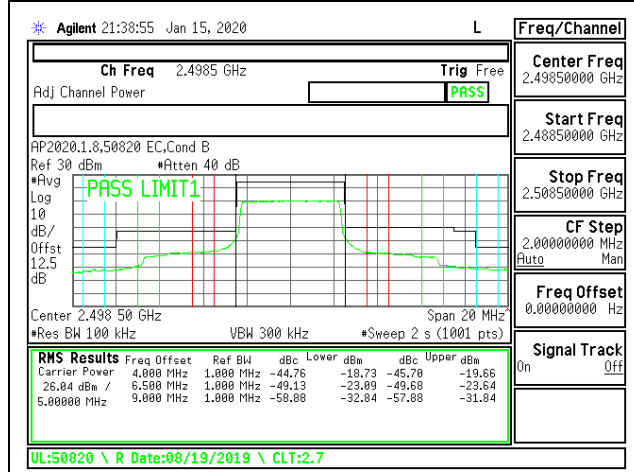 Agilent 21:38:55 Jan 15, 2020 L
Freq/Channel
Ch Freq 2.4985 GHz Trig Free
Adj Channel Power PASS
AP2020.1.8,50820 EC,Cond B
Ref 30 dBm #Atten 40 dB
#Avg
Log
10
dB/
Offst
12.5
dB
PASS LIMIT1
Center 2.498 50 GHz Span 20 MHz^
#Res BW 100 kHz VBW 300 kHz #Sweep 2 s (1001 pts)
RMS Results Freq Offset Ref BW dBc Lower dBm dBc Upper dBm
Carrier Power 4.000 MHz 1.000 MHz -44.76 -18.73 -45.70 -19.66
26.04 dBm / 6.500 MHz 1.000 MHz -49.13 -23.09 -49.68 -23.64
5.00000 MHz 9.000 MHz 1.000 MHz -58.88 -32.84 -57.88 -31.84
UL:50820 \ R Date:08/19/2019 \ CLT:2.7
Center Freq
2.49850000 GHz
Start Freq
2.48850000 GHz
Stop Freq
2.50850000 GHz
CF Step
2.00000000 MHz
Auto Man
Freq Offset
0.00000000 Hz
Signal Track
On Off